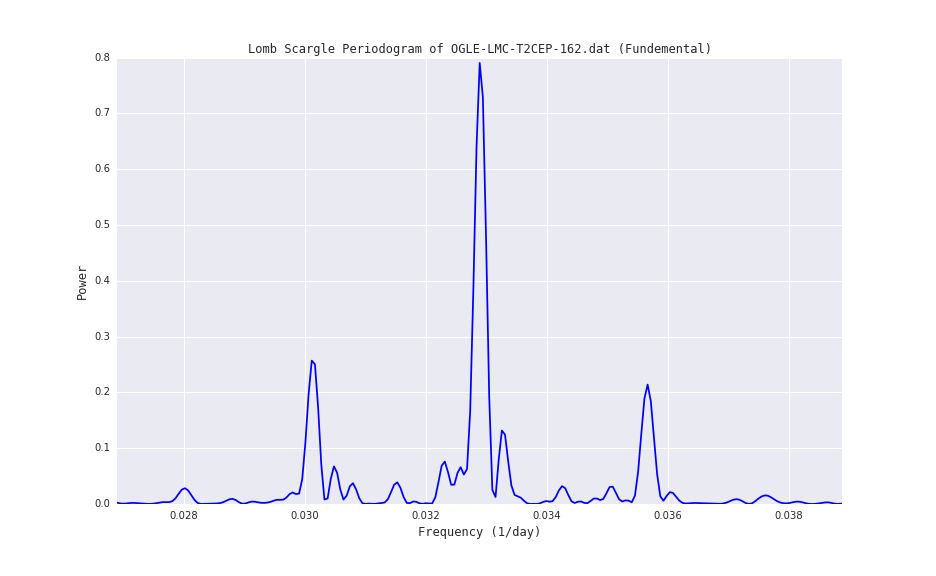 Lomb Scargle Periodogram of OGLE-LMC-T2CEP-162.dat (Fundemental)
0.8
0.7
0.6
0.5
0.4
0.3
0.2
0.1
0.0
Power
0.028 0.030 0.032 0.034 0.036 0.038
Frequency (1/day)